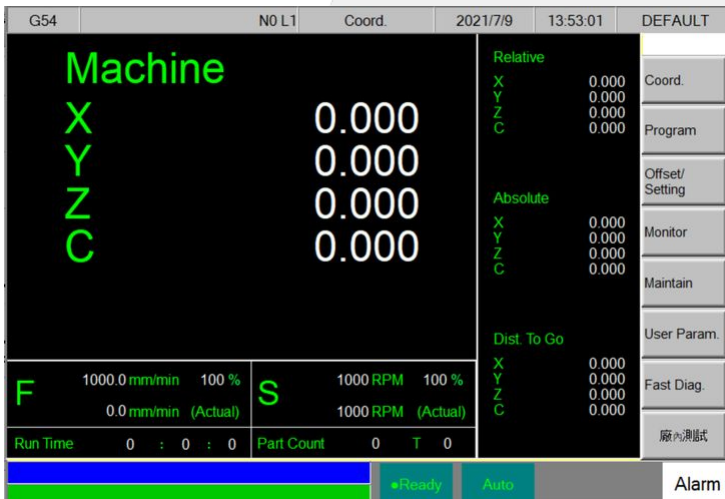 G54 N0 L1 Coord. 2021/7/9 13:53:01 DEFAULT
Machine
X 0.000
Y 0.000
Z 0.000
C 0.000
Relative
X 0.000
Y 0.000
Z 0.000
C 0.000
Absolute
X 0.000
Y 0.000
Z 0.000
C 0.000
Dist. To Go
X 0.000
Y 0.000
Z 0.000
C 0.000
F 1000.0 mm/min 100 %
0.0 mm/min (Actual)
S 1000 RPM 100 %
1000 RPM (Actual)
Run Time 0 : 0 : 0
Part Count 0 T 0
Coord.
Program
Offset/
Setting
Monitor
Maintain
User Param.
Fast Diag.
廠內測試
●Ready Auto Alarm